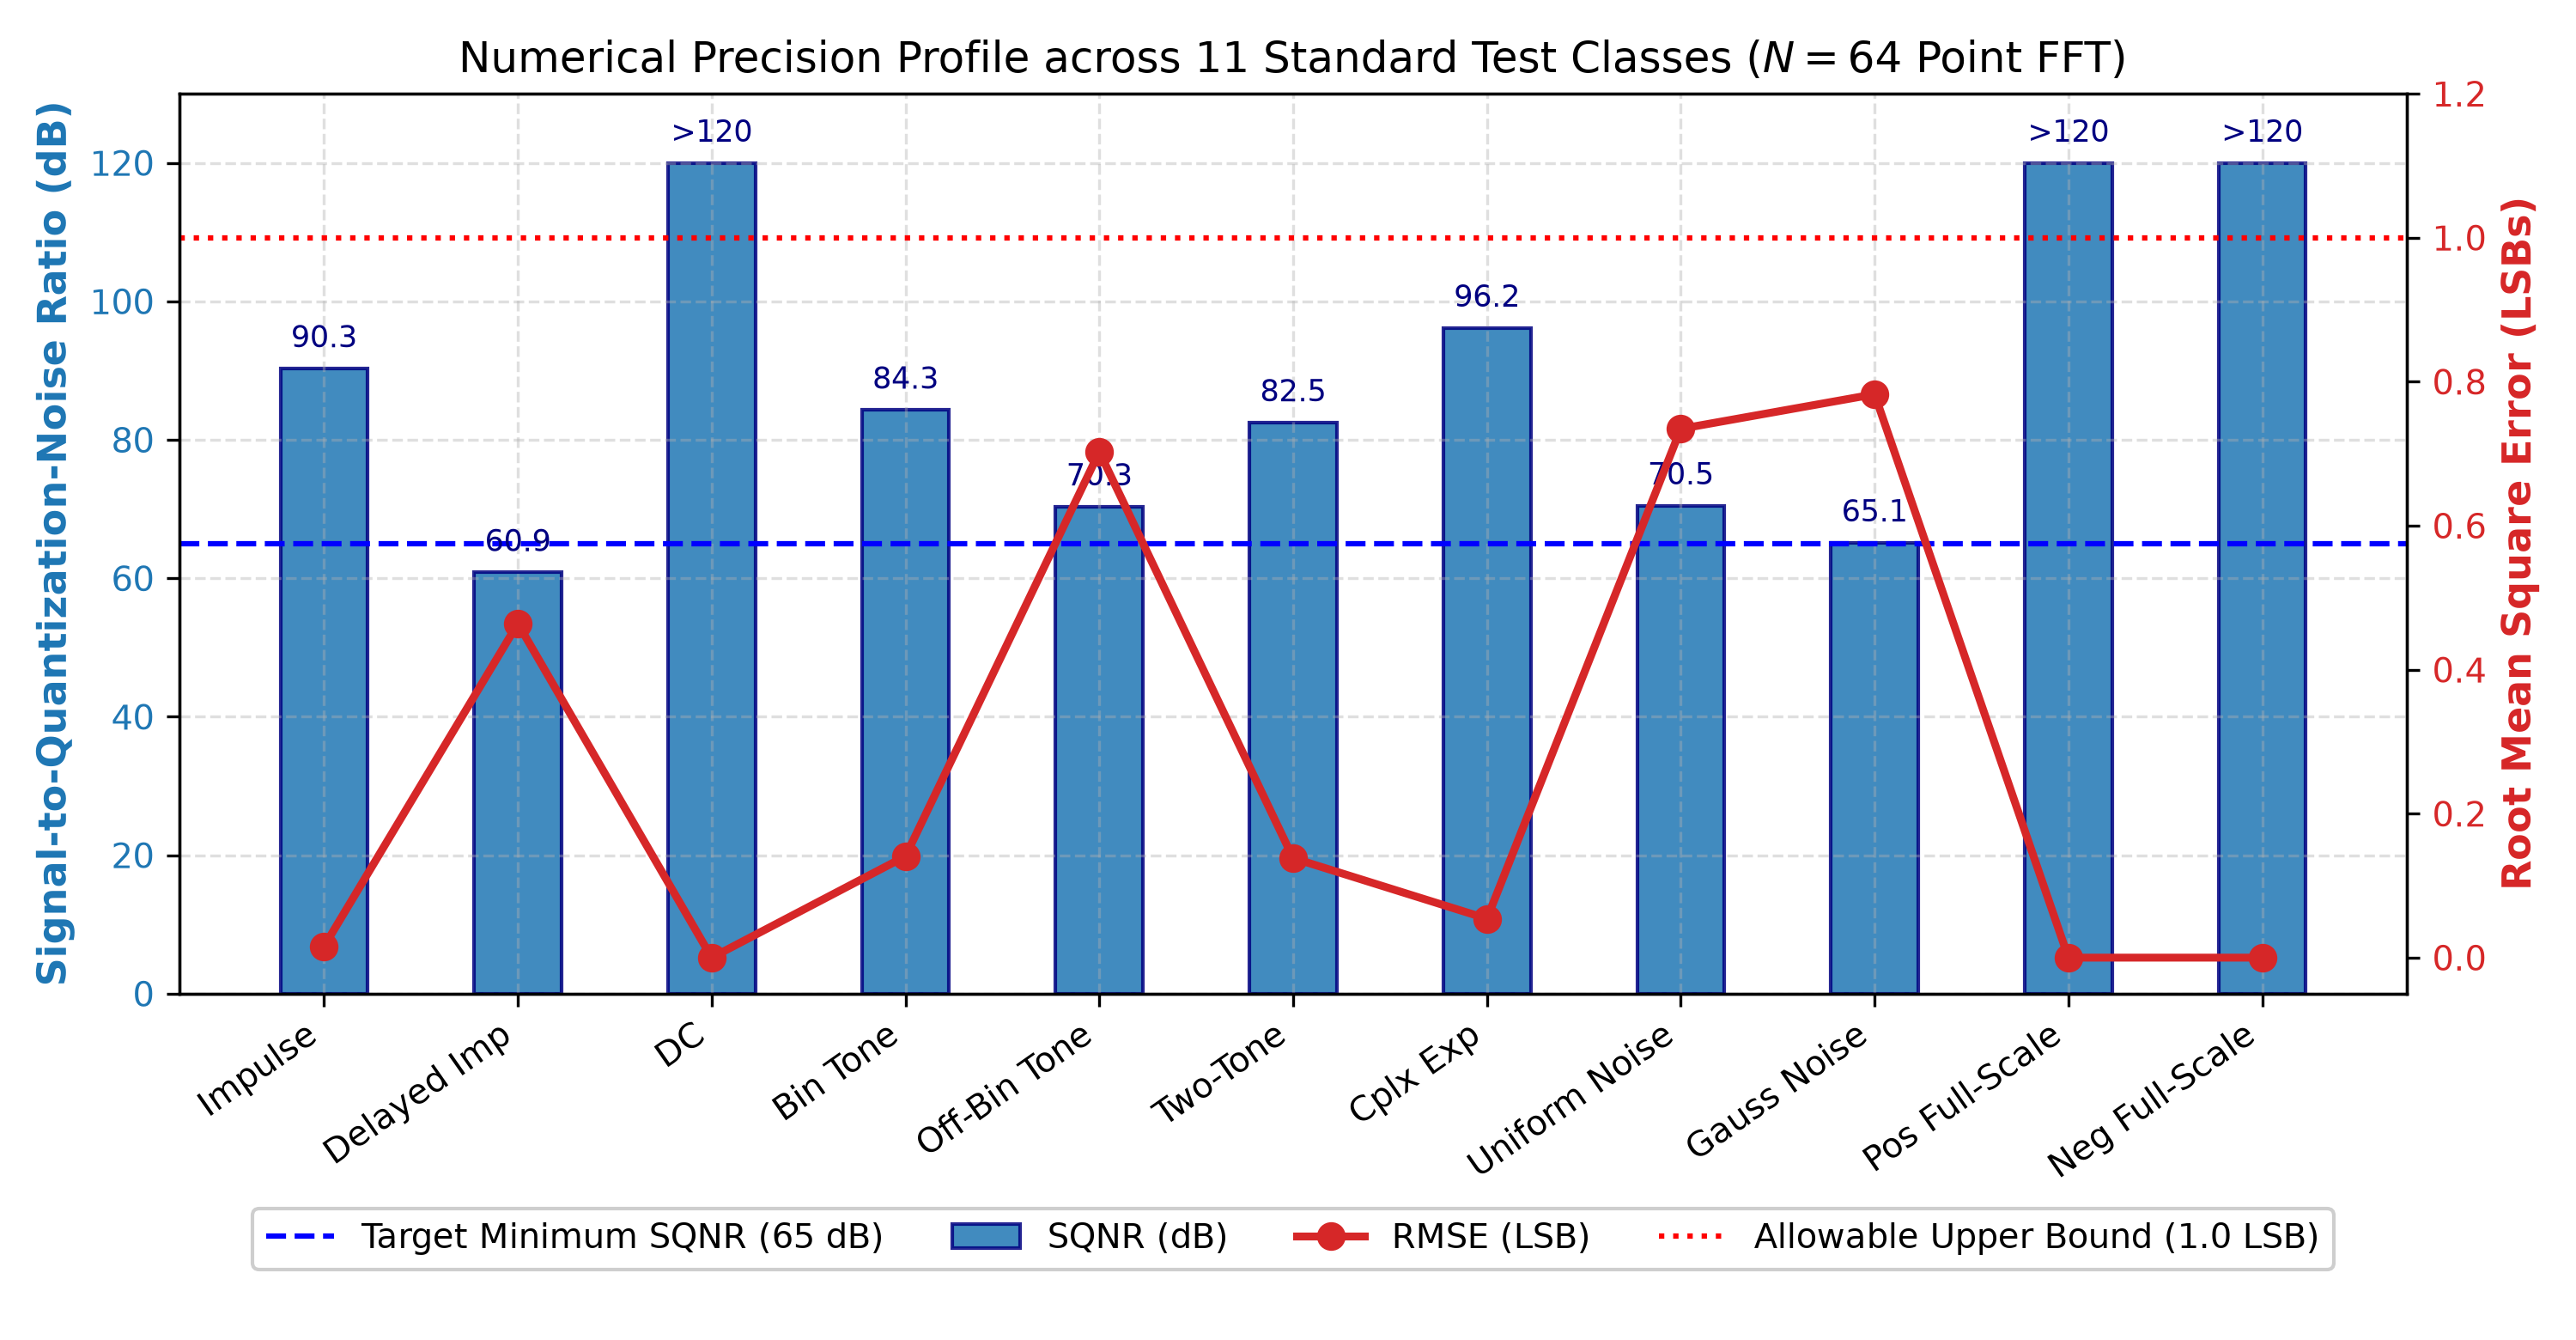 Numerical Precision Profile across 11 Standard Test Classes (N = 64 Point FFT)
Signal-to-Quantization-Noise Ratio (dB)
120
100
80
60
40
20
0
>120
>120
>120
96.2
90.3
84.3
82.5
70.3
70.5
65.1
60.9
1.2
1.0
0.8
0.6
0.4
0.2
0.0
Root Mean Square Error (LSBs)
Impulse
Delayed Imp
DC
Bin Tone
Off-Bin Tone
Two-Tone
Cplx Exp
Uniform Noise
Gauss Noise
Pos Full-Scale
Neg Full-Scale
Target Minimum SQNR (65 dB)
SQNR (dB)
RMSE (LSB)
Allowable Upper Bound (1.0 LSB)